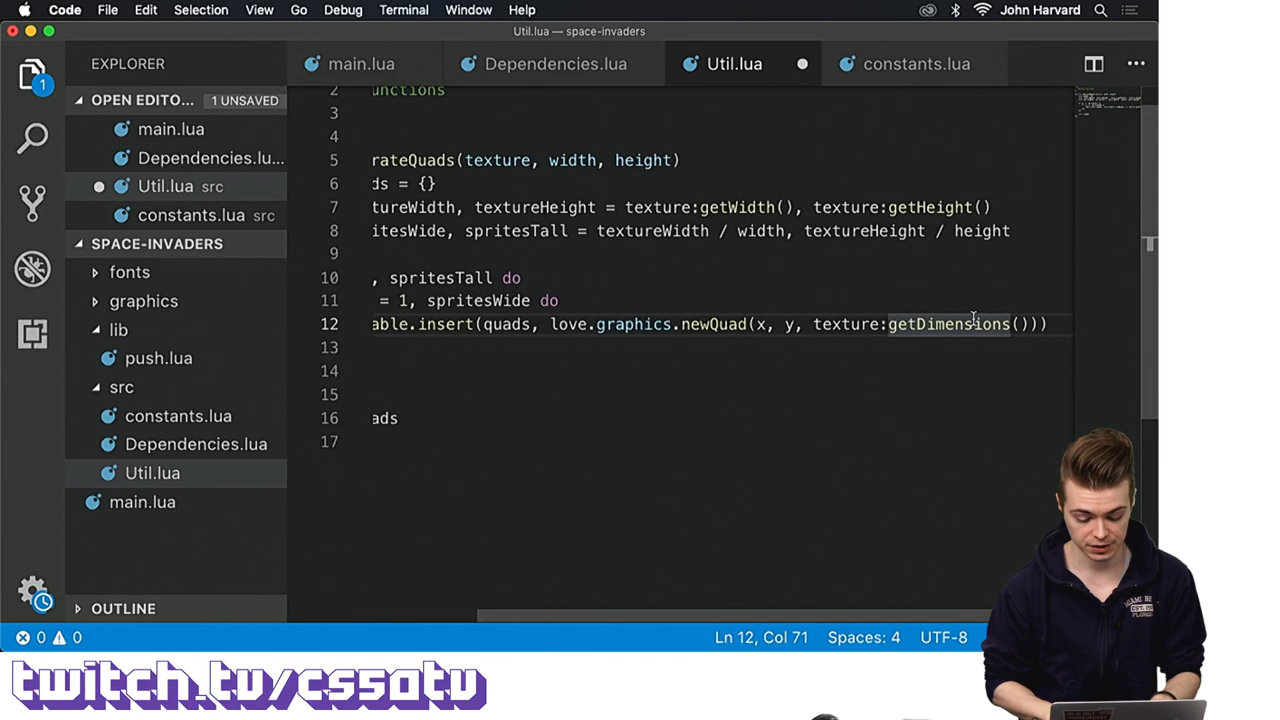 Code File Edit Selection View Go Debug Terminal Window Help John Harvard
Util.lua — space-invaders
EXPLORER
OPEN EDITO... 1 UNSAVED
main.lua
Dependencies.lu...
Util.lua src
constants.lua src
SPACE-INVADERS
fonts
graphics
lib
push.lua
src
constants.lua
Dependencies.lua
Util.lua
main.lua
OUTLINE
1
main.lua Dependencies.lua Util.lua constants.lua
2 unctions
3
4
5 rateQuads(texture, width, height)
6 ds = {}
7 tureWidth, textureHeight = texture:getWidth(), texture:getHeight()
8 itesWide, spritesTall = textureWidth / width, textureHeight / height
9
10 , spritesTall do
11 = 1, spritesWide do
12 able.insert(quads, love.graphics.newQuad(x, y, texture:getDimensions()))
13
14
15
16 ads
17
0 0 Ln 12, Col 71 Spaces: 4 UTF-8
twitch.tv/cs50tv